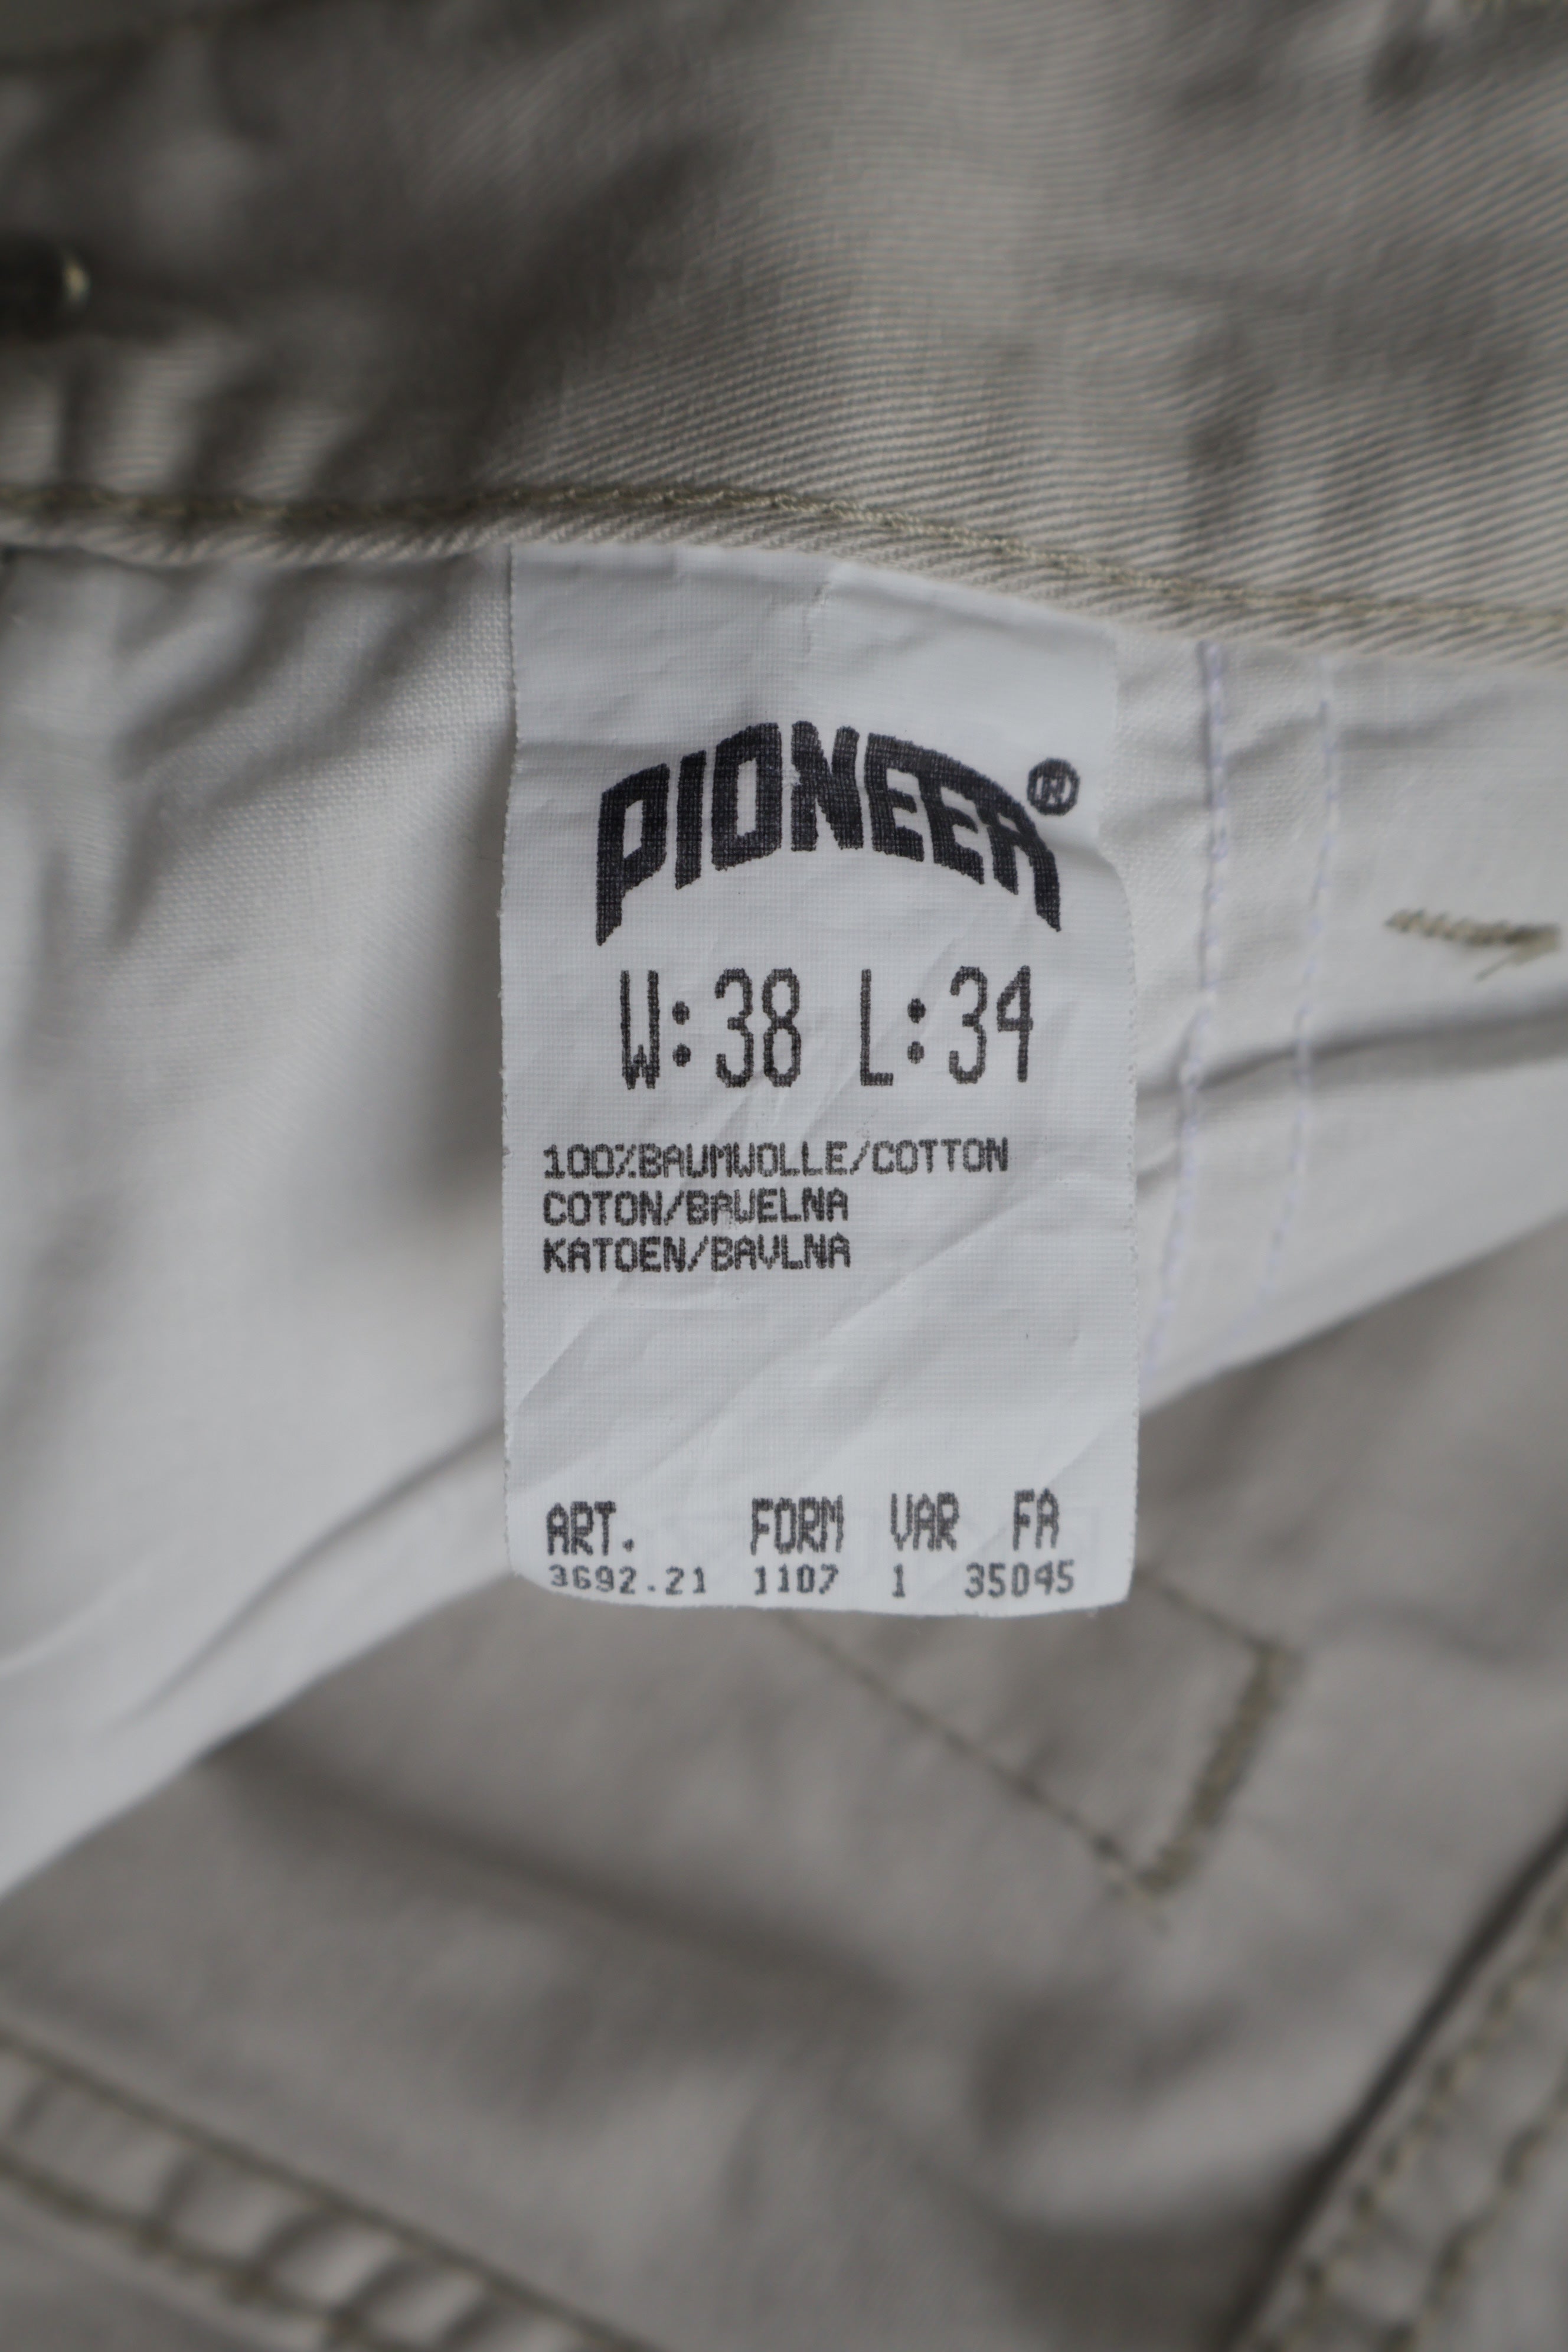 PIONEER®
W:38 L:34
100%BAUMWOLLE/COTTON
COTON/BAWELNA
KATOEN/BAVLNA
ART. FORM VAR FA
3692.21 1107 1 35045